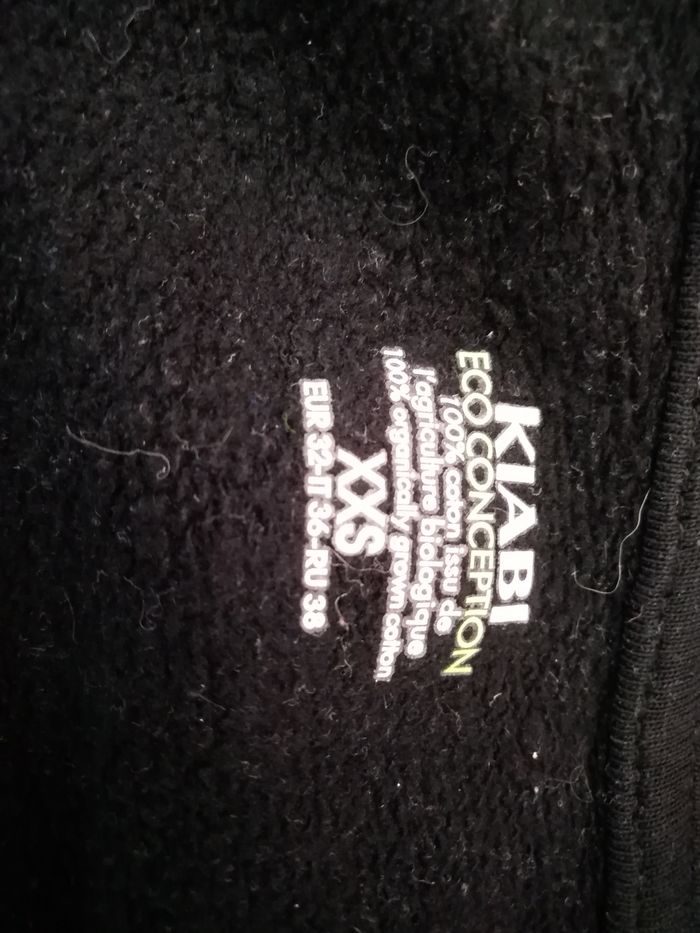 KIABI
ECO CONCEPTION
100% coton issu de
l'agriculture biologique
100% organically grown cotton
XXS
EUR 32-IT 36-RU 38